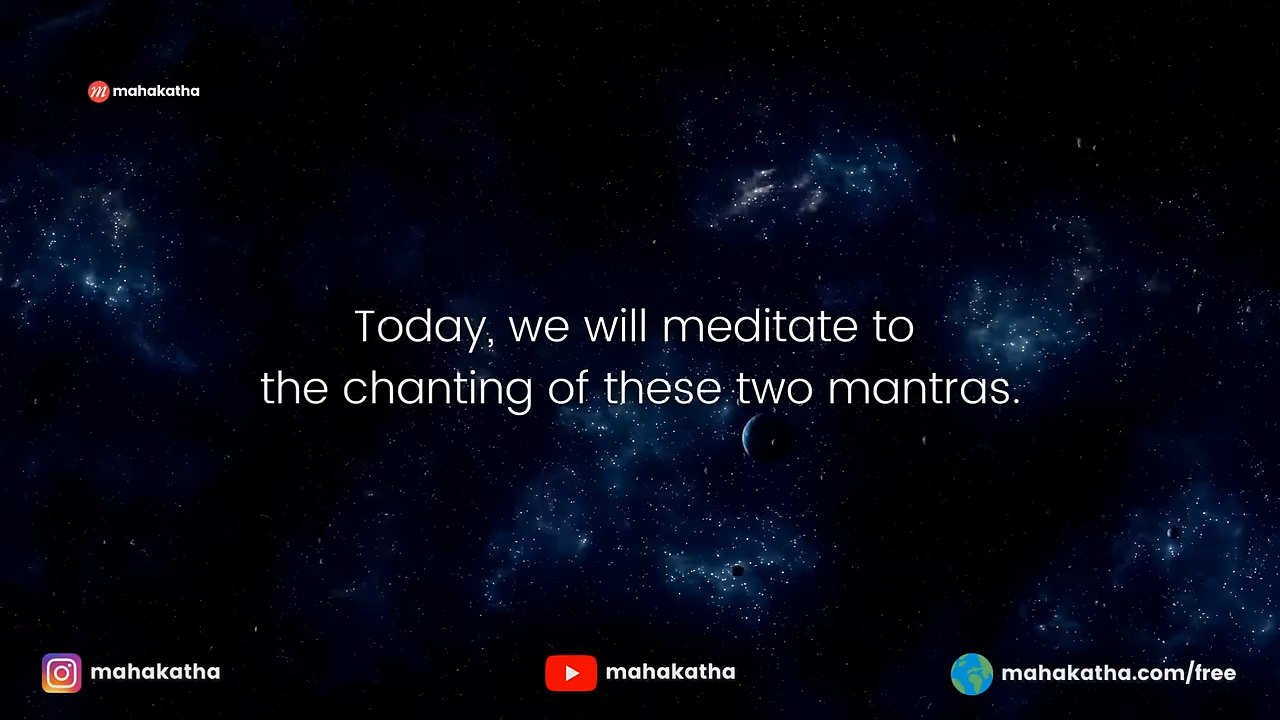 mahakatha
Today, we will meditate to
the chanting of these two mantras.
mahakatha
mahakatha
mahakatha.com/free